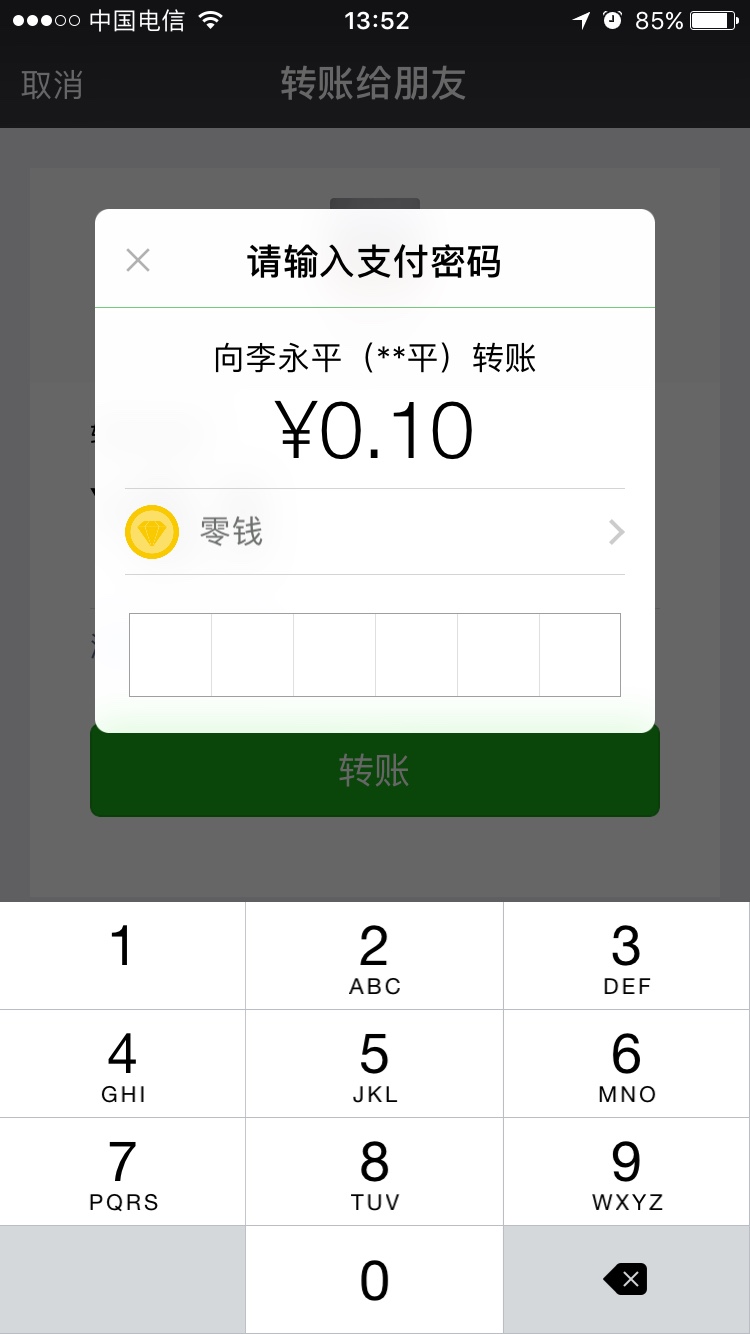 中国电信 13:52 85%
取消 转账给朋友
请输入支付密码
向李永平（**平）转账
¥0.10
零钱
转账
1 2 3
ABC DEF
4 5 6
GHI JKL MNO
7 8 9
PQRS TUV WXYZ
0